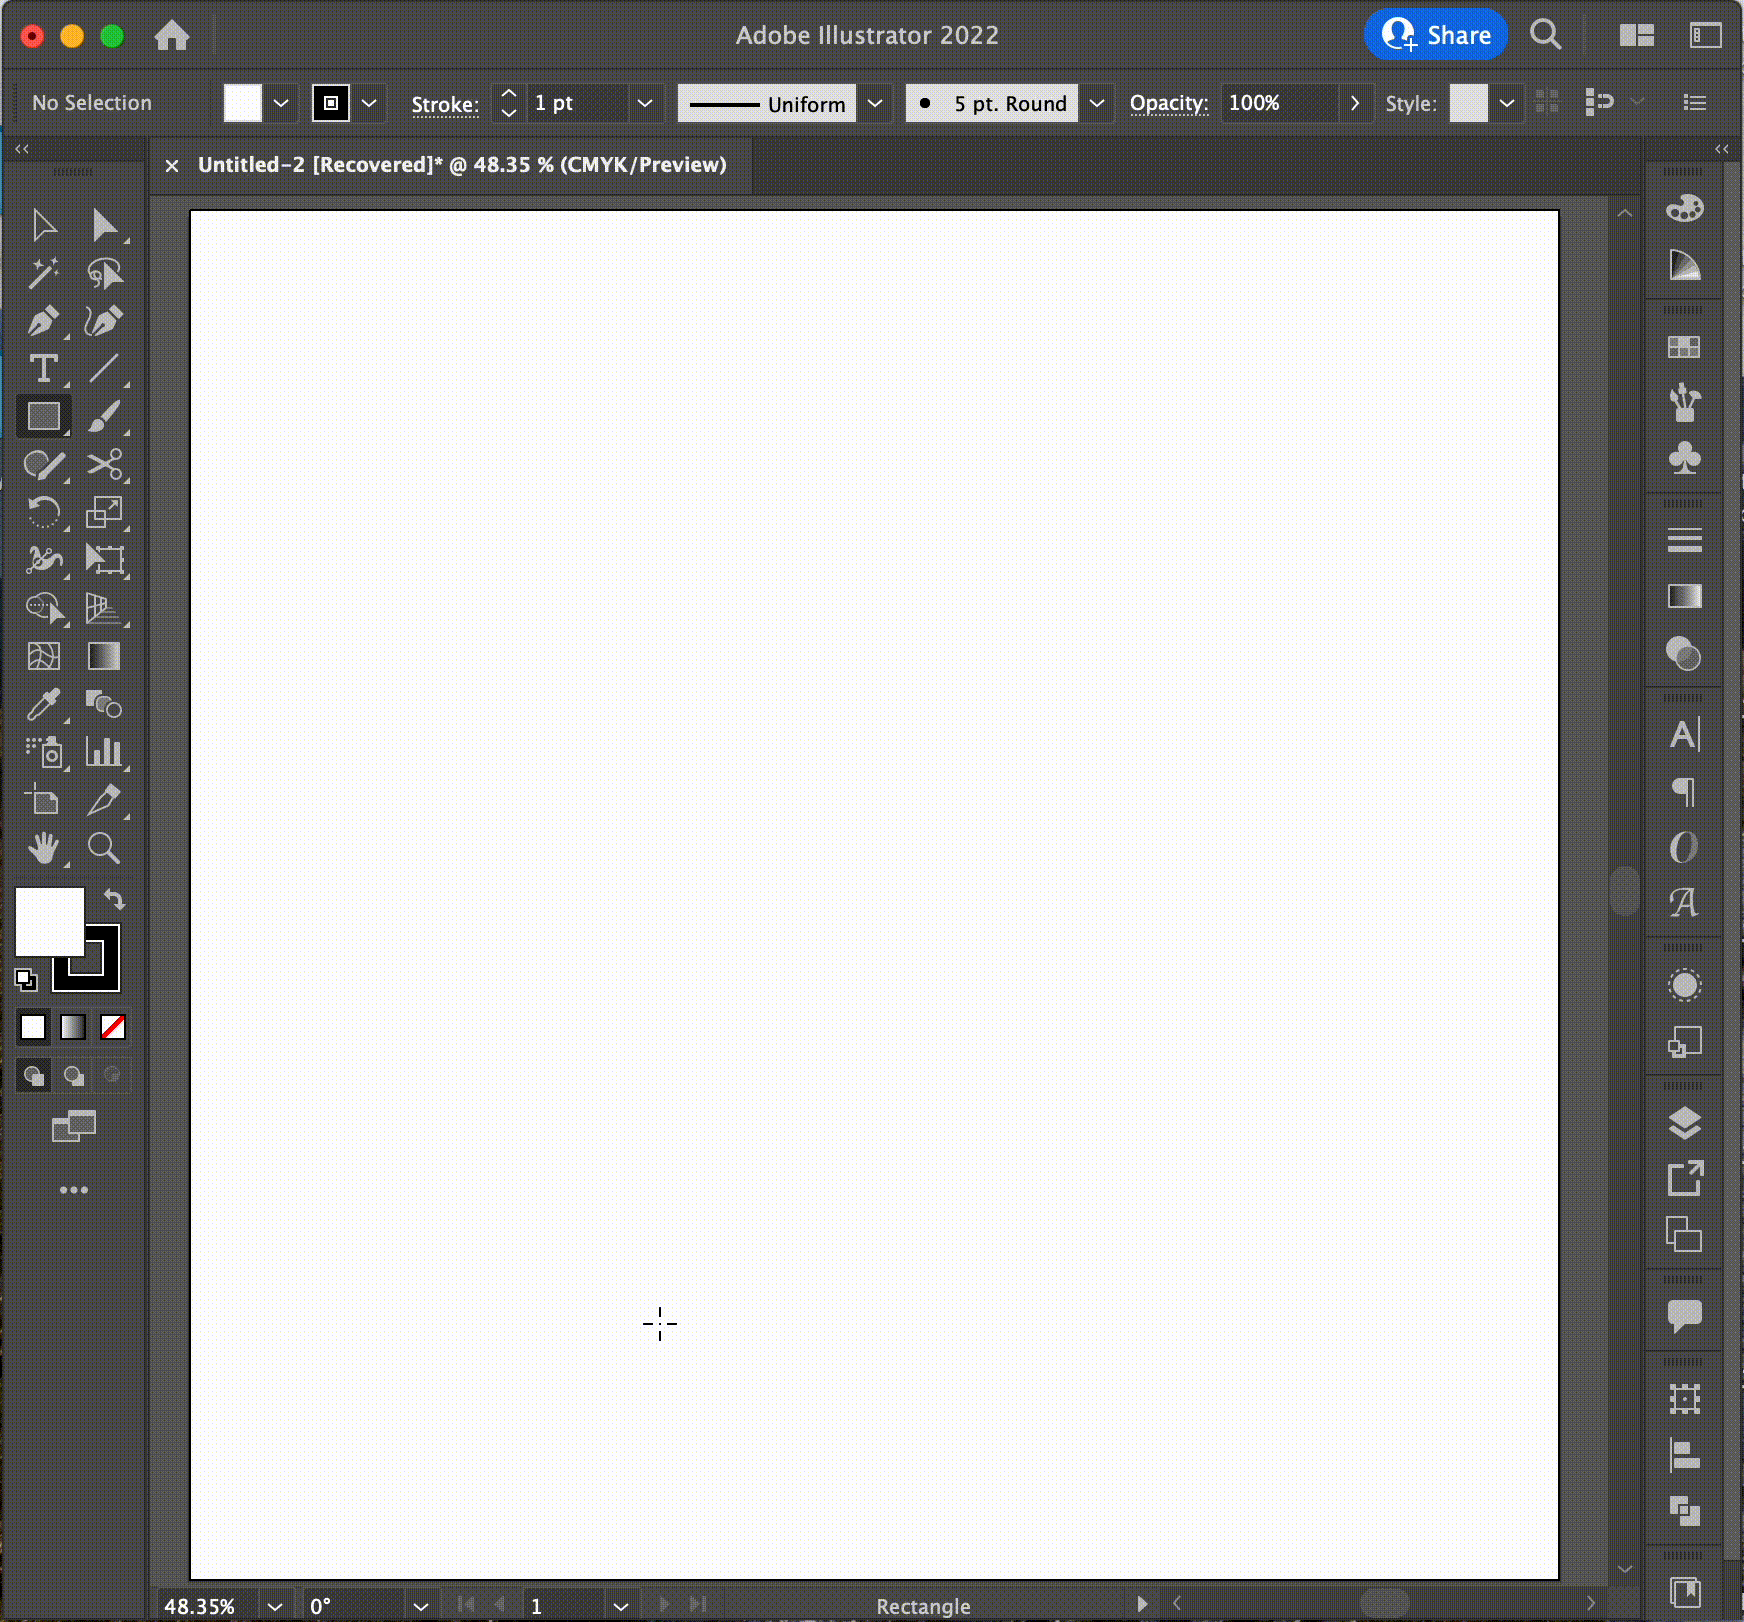 Adobe Illustrator 2022
Share
No Selection
Stroke:
1 pt
Uniform
5 pt. Round
Opacity:
100%
Style:
Untitled-2 [Recovered]* @ 48.35 % (CMYK/Preview)
48.35%
0°
1
Rectangle